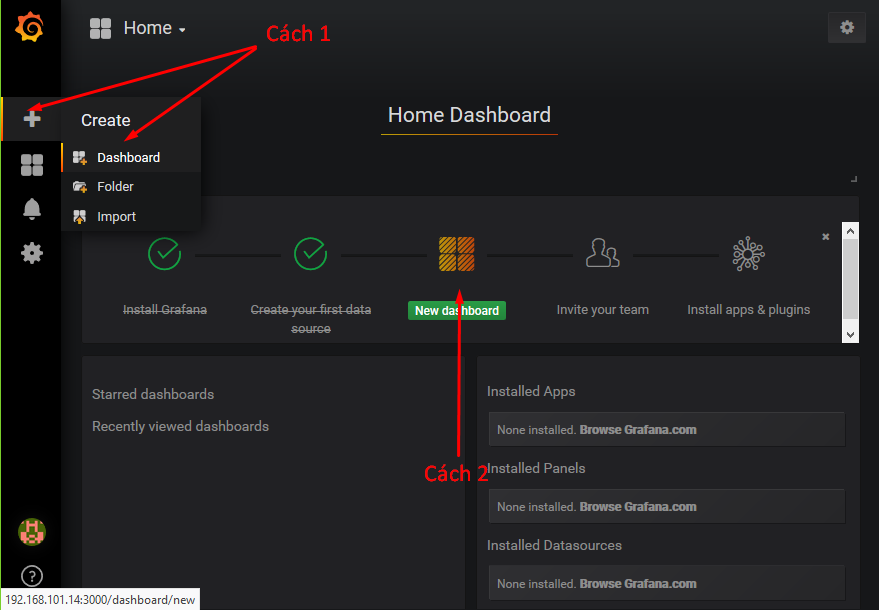 Home
Cách 1
Create
Home Dashboard
Dashboard
Folder
Import
Install Grafana
Create your first data
source
New dashboard
Invite your team
Install apps & plugins
Starred dashboards
Recently viewed dashboards
Cách 2
Installed Apps
None installed. Browse Grafana.com
Installed Panels
None installed. Browse Grafana.com
Installed Datasources
None installed. Browse Grafana.com
192.168.101.14:3000/dashboard/new